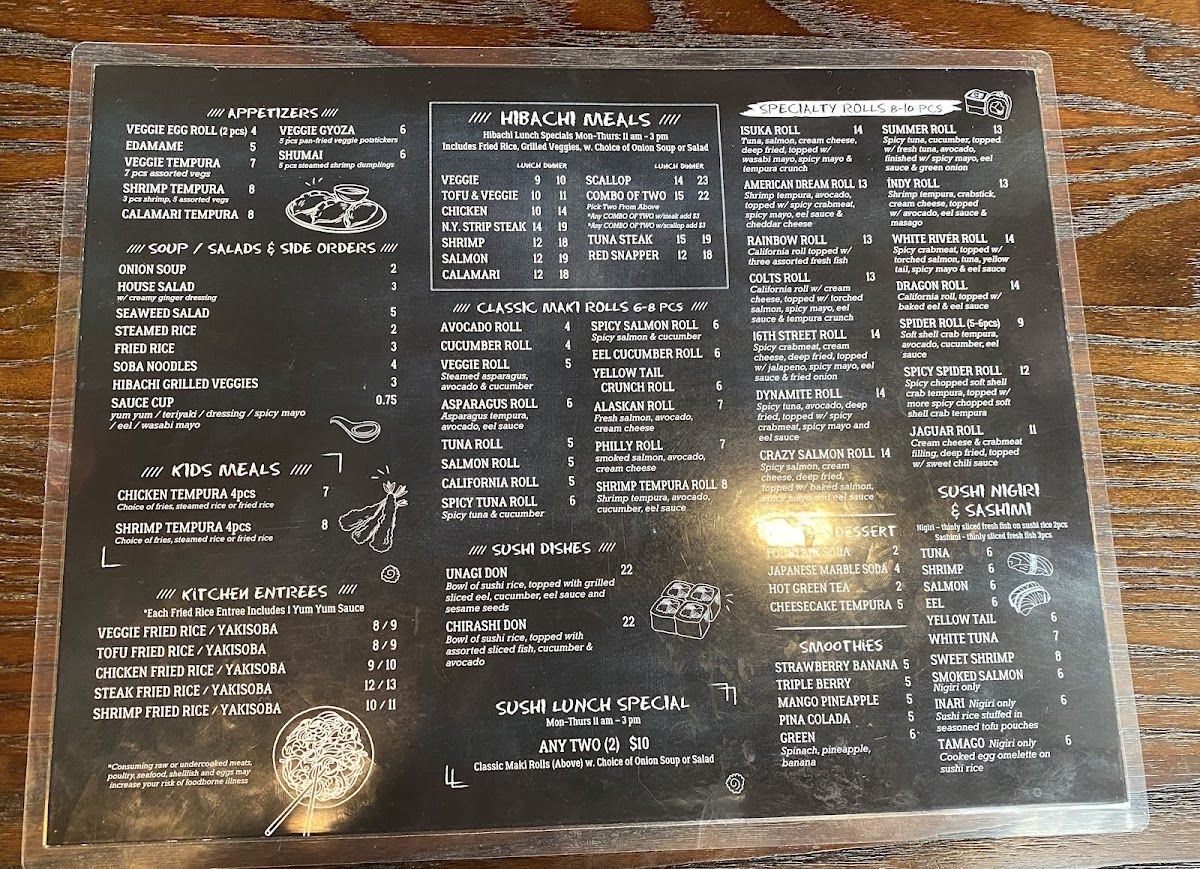 //// APPETIZERS ////
VEGGIE EGG ROLL (2 pcs) 4
EDAMAME 5
VEGGIE TEMPURA 7
7 pcs assorted vegs
SHRIMP TEMPURA 8
3 pcs shrimp, 5 assorted vegs
CALAMARI TEMPURA 8
VEGGIE GYOZA 6
5 pcs pan-fried veggie potstickers
SHUMAI 6
5 pcs steamed shrimp dumplings
//// SOUP / SALADS & SIDE ORDERS ////
ONION SOUP 2
HOUSE SALAD 3
w/ creamy ginger dressing
SEAWEED SALAD 5
STEAMED RICE 2
FRIED RICE 3
SOBA NOODLES 4
HIBACHI GRILLED VEGGIES 3
SAUCE CUP 0.75
yum yum / teriyaki / dressing / spicy mayo
/ eel / wasabi mayo
//// KIDS MEALS ////
CHICKEN TEMPURA 4pcs 7
Choice of fries, steamed rice or fried rice
SHRIMP TEMPURA 4pcs 8
Choice of fries, steamed rice or fried rice
//// KITCHEN ENTREES ////
*Each Fried Rice Entree Includes 1 Yum Yum Sauce
VEGGIE FRIED RICE / YAKISOBA 8 / 9
TOFU FRIED RICE / YAKISOBA 8 / 9
CHICKEN FRIED RICE / YAKISOBA 9 / 10
STEAK FRIED RICE / YAKISOBA 12 / 13
SHRIMP FRIED RICE / YAKISOBA 10 / 11
*Consuming raw or undercooked meats,
poultry, seafood, shellfish and eggs may
increase your risk of foodborne illness
//// HIBACHI MEALS ////
Hibachi Lunch Specials Mon-Thurs: 11 am - 3 pm
Includes Fried Rice, Grilled Veggies, w. Choice of Onion Soup or Salad
LUNCH DINNER
VEGGIE 9 10
TOFU & VEGGIE 10 11
CHICKEN 10 14
N.Y. STRIP STEAK 14 19
SHRIMP 12 18
SALMON 12 19
CALAMARI 12 18
LUNCH DINNER
SCALLOP 14 23
COMBO OF TWO 15 22
Pick Two From Above
*Any COMBO OF TWO w/steak add $3
*Any COMBO OF TWO w/scallop add $3
TUNA STEAK 15 19
RED SNAPPER 12 18
//// CLASSIC MAKI ROLLS 6-8 PCS ////
AVOCADO ROLL 4
CUCUMBER ROLL 4
VEGGIE ROLL 5
Steamed asparagus,
avocado & cucumber
ASPARAGUS ROLL 6
Asparagus tempura,
avocado, eel sauce
TUNA ROLL 5
SALMON ROLL 5
CALIFORNIA ROLL 5
SPICY TUNA ROLL 6
Spicy tuna & cucumber
SPICY SALMON ROLL 6
Spicy salmon & cucumber
EEL CUCUMBER ROLL 6
YELLOW TAIL
CRUNCH ROLL 6
ALASKAN ROLL 7
Fresh salmon, avocado,
cream cheese
PHILLY ROLL 7
smoked salmon, avocado,
cream cheese
SHRIMP TEMPURA ROLL 8
Shrimp tempura, avocado,
cucumber, eel sauce
//// SUSHI DISHES ////
UNAGI DON 22
Bowl of sushi rice, topped with grilled
sliced eel, cucumber, eel sauce and
sesame seeds
CHIRASHI DON 22
Bowl of sushi rice, topped with
assorted sliced fish, cucumber &
avocado
SUSHI LUNCH SPECIAL
Mon-Thurs 11 am - 3 pm
ANY TWO (2) $10
Classic Maki Rolls (Above) w. Choice of Onion Soup or Salad
SPECIALTY ROLLS 8-10 PCS
ISUKA ROLL 14
Tuna, salmon, cream cheese,
deep fried, topped w/
wasabi mayo, spicy mayo &
tempura crunch
AMERICAN DREAM ROLL 13
Shrimp tempura, avocado,
topped w/ spicy crabmeat,
spicy mayo, eel sauce &
cheddar cheese
RAINBOW ROLL 13
California roll topped w/
three assorted fresh fish
COLTS ROLL 13
California roll w/ cream
cheese, topped w/ torched
salmon, spicy mayo, eel
sauce & tempura crunch
16TH STREET ROLL 14
Spicy crabmeat, cream
cheese, deep fried, topped
w/ jalapeno, spicy mayo, eel
sauce & fried onion
DYNAMITE ROLL 14
Spicy tuna, avocado, deep
fried, topped w/ spicy
crabmeat, spicy mayo and
eel sauce
CRAZY SALMON ROLL 14
Spicy salmon, cream
cheese, deep fried,
topped w/ baked salmon,
spicy mayo and eel sauce
SUMMER ROLL 13
Spicy tuna, cucumber, topped
w/ fresh tuna, avocado,
finished w/ spicy mayo, eel
sauce & green onion
INDY ROLL 13
Shrimp tempura, crabstick,
cream cheese, topped
w/ avocado, eel sauce &
masago
WHITE RIVER ROLL 14
Spicy crabmeat, topped w/
torched salmon, tuna, yellow
tail, spicy mayo & eel sauce
DRAGON ROLL 14
California roll, topped w/
baked eel & eel sauce
SPIDER ROLL (5-6pcs) 9
Soft shell crab tempura,
avocado, cucumber, eel
sauce
SPICY SPIDER ROLL 12
Spicy chopped soft shell
crab tempura, topped w/
more spicy chopped soft
shell crab tempura
JAGUAR ROLL 11
Cream cheese & crabmeat
filling, deep fried, topped
w/ sweet chili sauce
DESSERT
FOUNTAIN SODA 2
JAPANESE MARBLE SODA 4
HOT GREEN TEA 2
CHEESECAKE TEMPURA 5
SMOOTHIES
STRAWBERRY BANANA 5
TRIPLE BERRY 5
MANGO PINEAPPLE 5
PINA COLADA 5
GREEN 6
Spinach, pineapple,
banana
SUSHI NIGIRI
& SASHIMI
Nigiri - thinly sliced fresh fish on sushi rice 2pcs
Sashimi - thinly sliced fresh fish 3pcs
TUNA 6
SHRIMP 6
SALMON 6
EEL 6
YELLOW TAIL 6
WHITE TUNA 7
SWEET SHRIMP 8
SMOKED SALMON 6
Nigiri only
INARI Nigiri only 6
Sushi rice stuffed in
seasoned tofu pouches
TAMAGO Nigiri only 6
Cooked egg omelette on
sushi rice